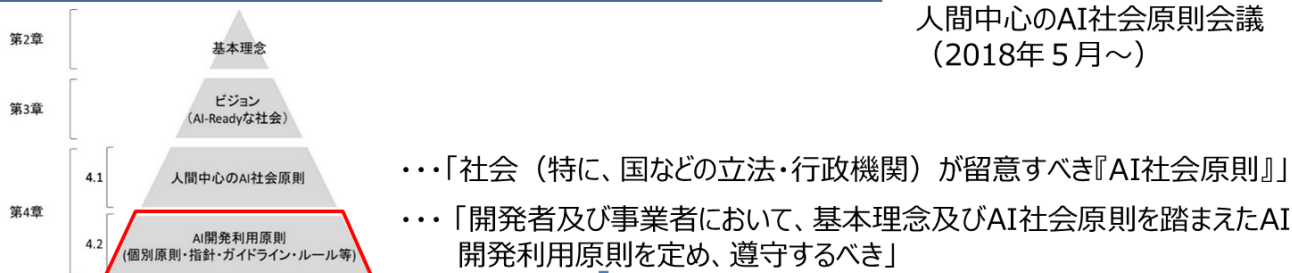 人間中心のAI社会原則会議
（2018年５月～）
第2章
基本理念
第3章
ビジョン
（AI-Readyな社会）
第4章
4.1
人間中心のAI社会原則
・・・「社会（特に、国などの立法・行政機関）が留意すべき『AI社会原則』」
4.2
AI開発利用原則
(個別原則・指針・ガイドライン・ルール等)
・・・「開発者及び事業者において、基本理念及びAI社会原則を踏まえたAI
開発利用原則を定め、遵守するべき」